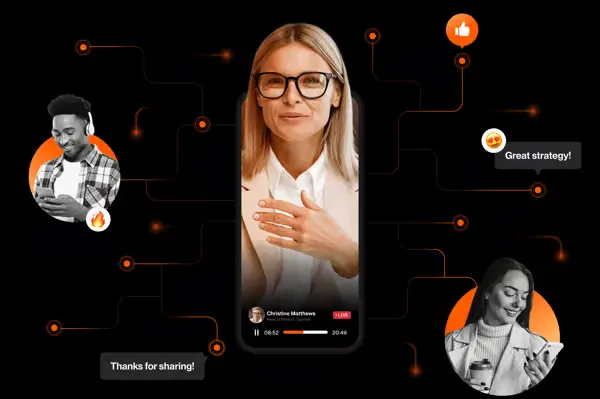 Great strategy!
Christine Matthews
LIVE
08:52
20:49
Thanks for sharing!